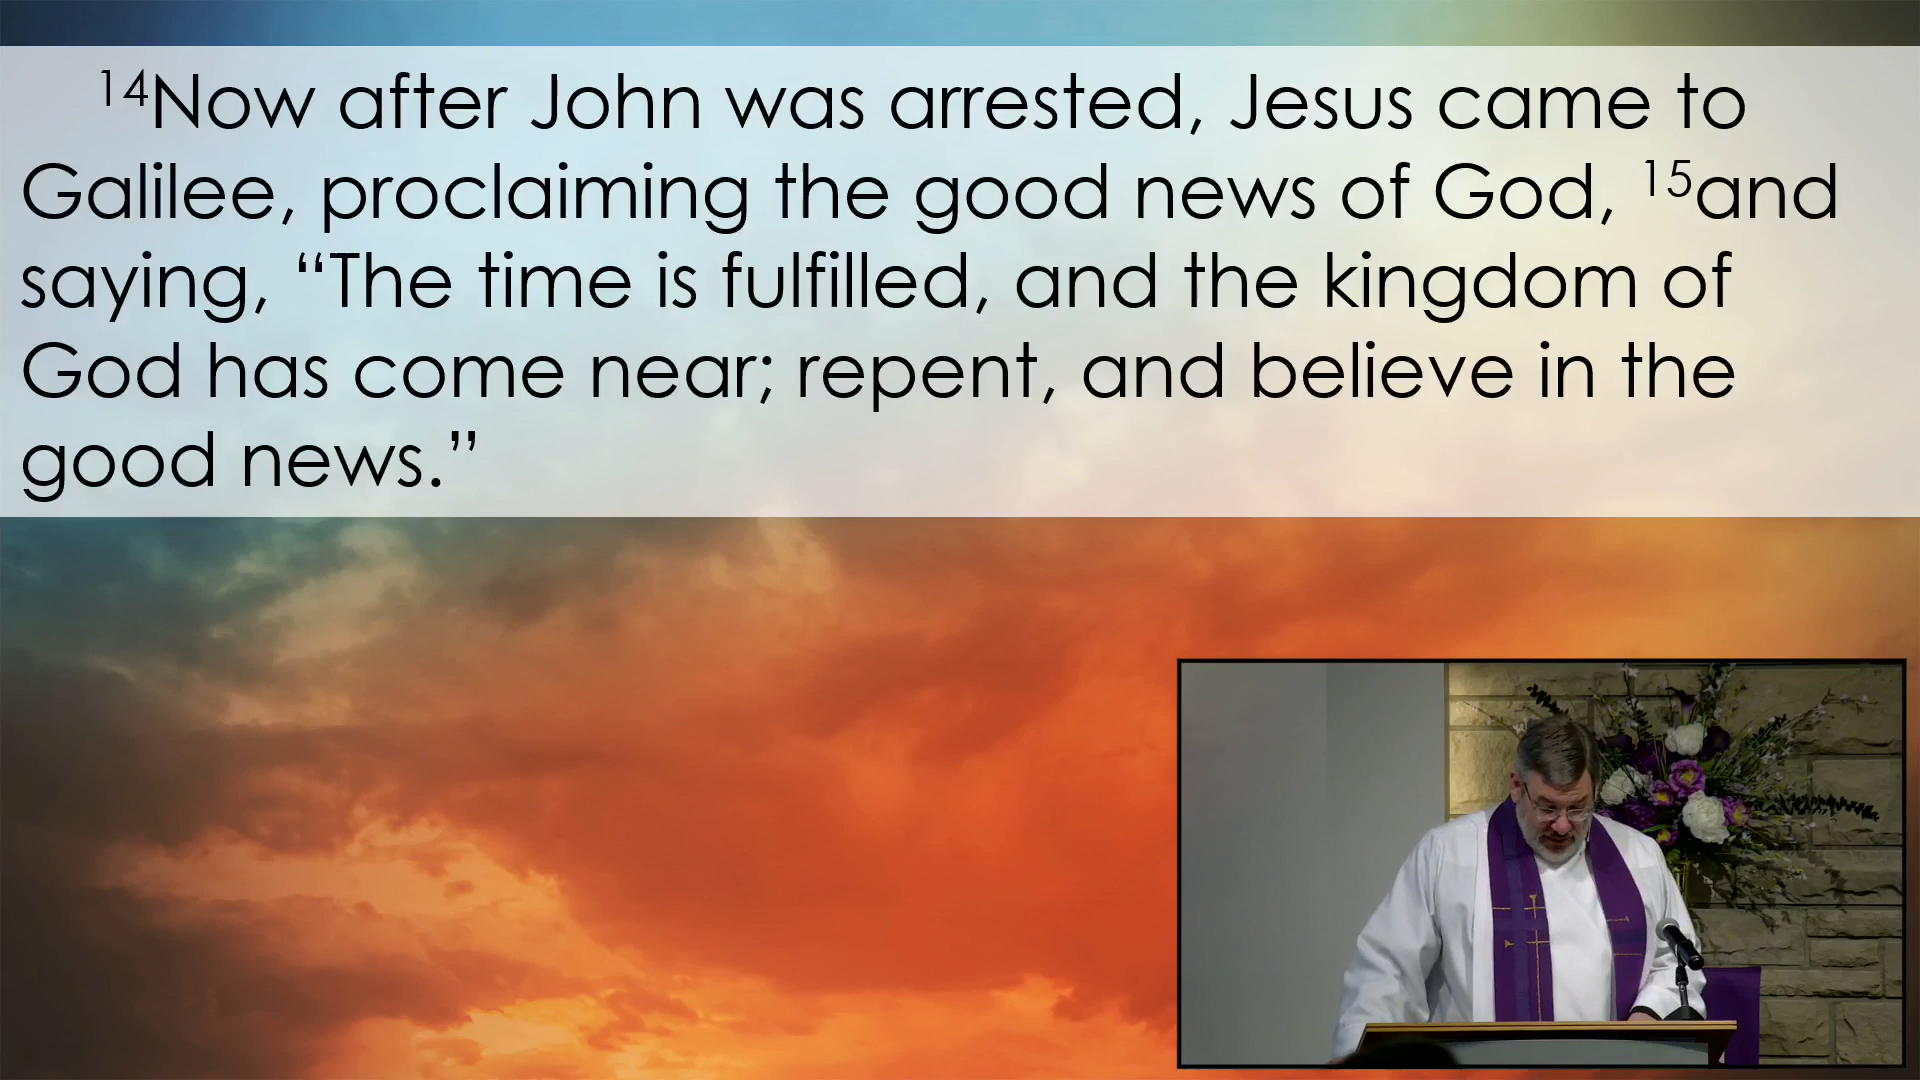 14Now after John was arrested, Jesus came to
Galilee, proclaiming the good news of God, 15and
saying, “The time is fulfilled, and the kingdom of
God has come near; repent, and believe in the
good news.”